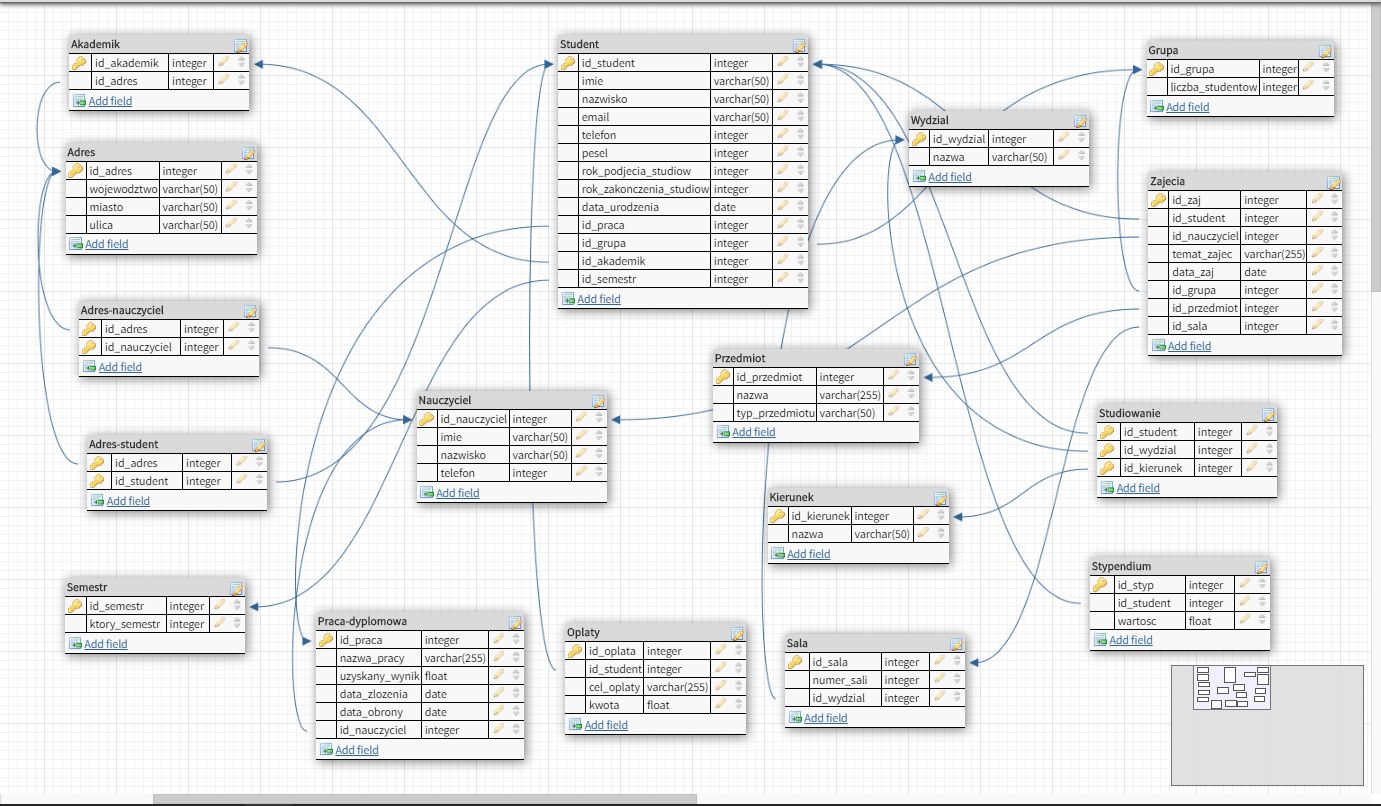 Akademik
id_akademik integer
id_adres integer
Add field
Adres
id_adres integer
wojewodztwo varchar(50)
miasto varchar(50)
ulica varchar(50)
Add field
Adres-nauczyciel
id_adres integer
id_nauczyciel integer
Add field
Adres-student
id_adres integer
id_student integer
Add field
Semestr
id_semestr integer
ktory_semestr integer
Add field
Praca-dyplomowa
id_praca integer
nazwa_pracy varchar(255)
uzyskany_wynik float
data_zlozenia date
data_obrony date
id_nauczyciel integer
Add field
Nauczyciel
id_nauczyciel integer
imie varchar(50)
nazwisko varchar(50)
telefon integer
Add field
Student
id_student integer
imie varchar(50)
nazwisko varchar(50)
email varchar(50)
telefon integer
pesel integer
rok_podjecia_studiow integer
rok_zakonczenia_studiow integer
data_urodzenia date
id_praca integer
id_grupa integer
id_akademik integer
id_semestr integer
Add field
Oplaty
id_oplata integer
id_student integer
cel_oplaty varchar(255)
kwota float
Add field
Przedmiot
id_przedmiot integer
nazwa varchar(255)
typ_przedmiotu varchar(50)
Add field
Kierunek
id_kierunek integer
nazwa varchar(50)
Add field
Sala
id_sala integer
numer_sali integer
id_wydzial integer
Add field
Wydzial
id_wydzial integer
nazwa varchar(50)
Add field
Grupa
id_grupa integer
liczba_studentow integer
Add field
Zajecia
id_zaj integer
id_student integer
id_nauczyciel integer
temat_zajec varchar(255)
data_zaj date
id_grupa integer
id_przedmiot integer
id_sala integer
Add field
Studiowanie
id_student integer
id_wydzial integer
id_kierunek integer
Add field
Stypendium
id_styp integer
id_student integer
wartosc float
Add field